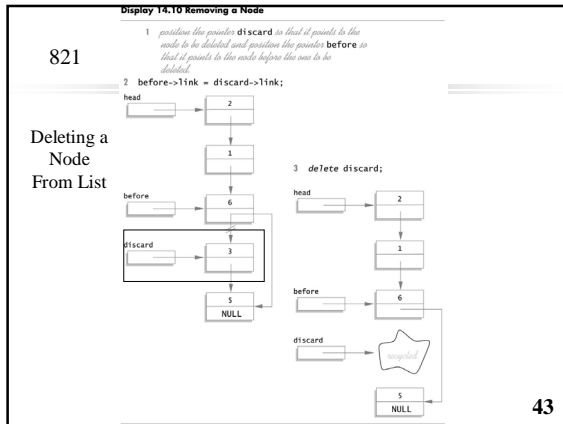 Display 14.10 Removing a Node
1 position the pointer discard so that it points to the
node to be deleted and position the pointer before so
that it points to the node before the one to be
deleted.
821
2 before->link = discard->link;
head
2
Deleting a
Node
From List
1
before
6
discard
3
5
NULL
3 delete discard;
head
2
1
before
6
discard
recycled
5
NULL
43